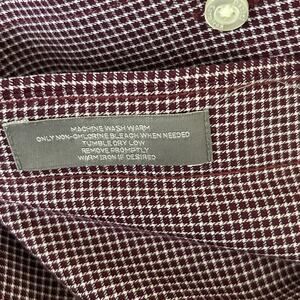 MACHINE WASH WARM
ONLY NON-CHLORINE BLEACH WHEN NEEDED
TUMBLE DRY LOW
REMOVE PROMPTLY
WARM IRON IF DESIRED